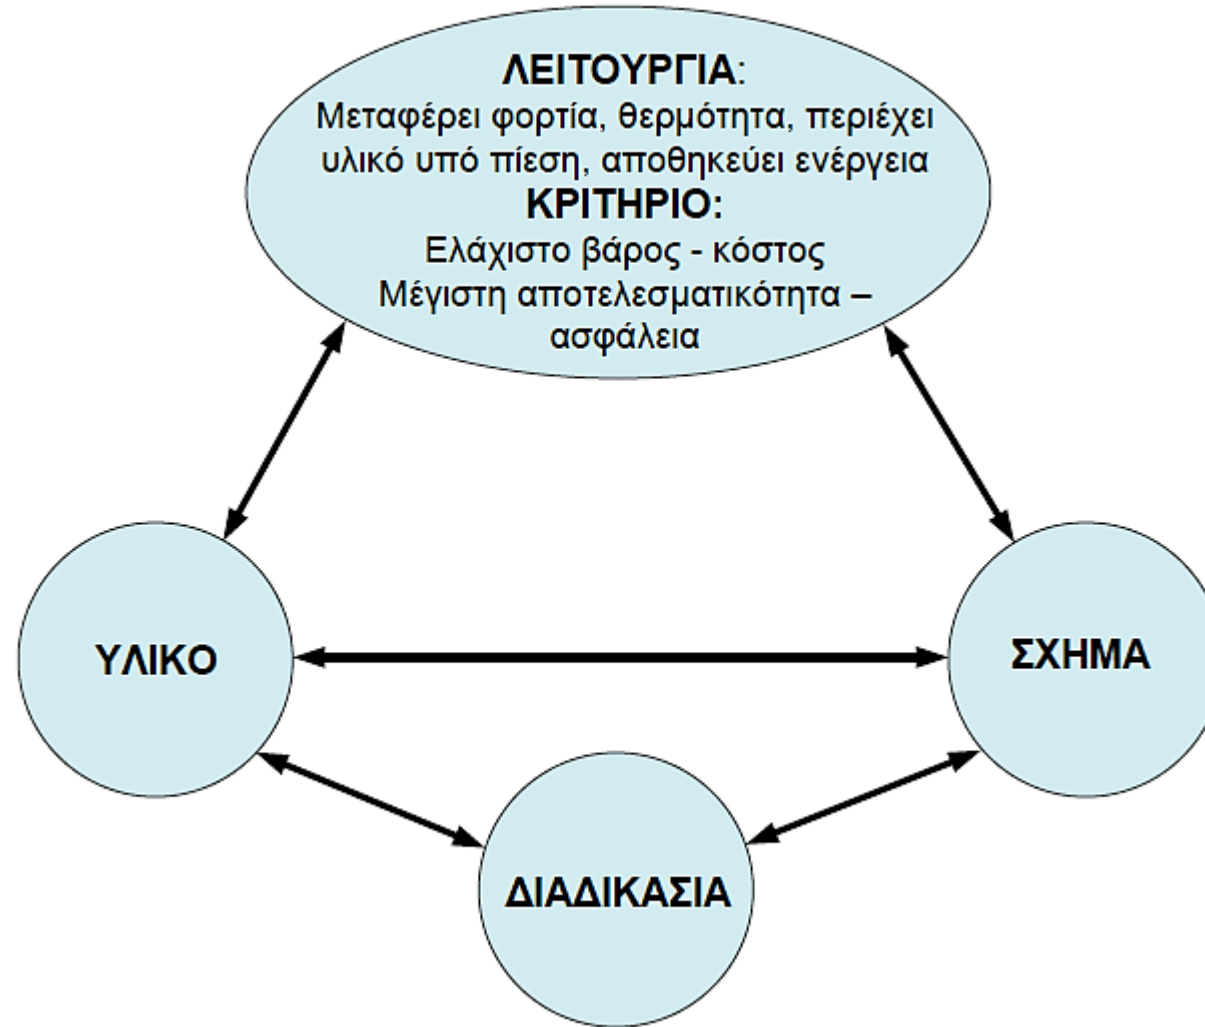 ΛΕΙΤΟΥΡΓΙΑ:
Μεταφέρει φορτία, θερμότητα, περιέχει
υλικό υπό πίεση, αποθηκεύει ενέργεια
ΚΡΙΤΗΡΙΟ:
Ελάχιστο βάρος - κόστος
Μέγιστη αποτελεσματικότητα –
ασφάλεια
ΥΛΙΚΟ
ΣΧΗΜΑ
ΔΙΑΔΙΚΑΣΙΑ